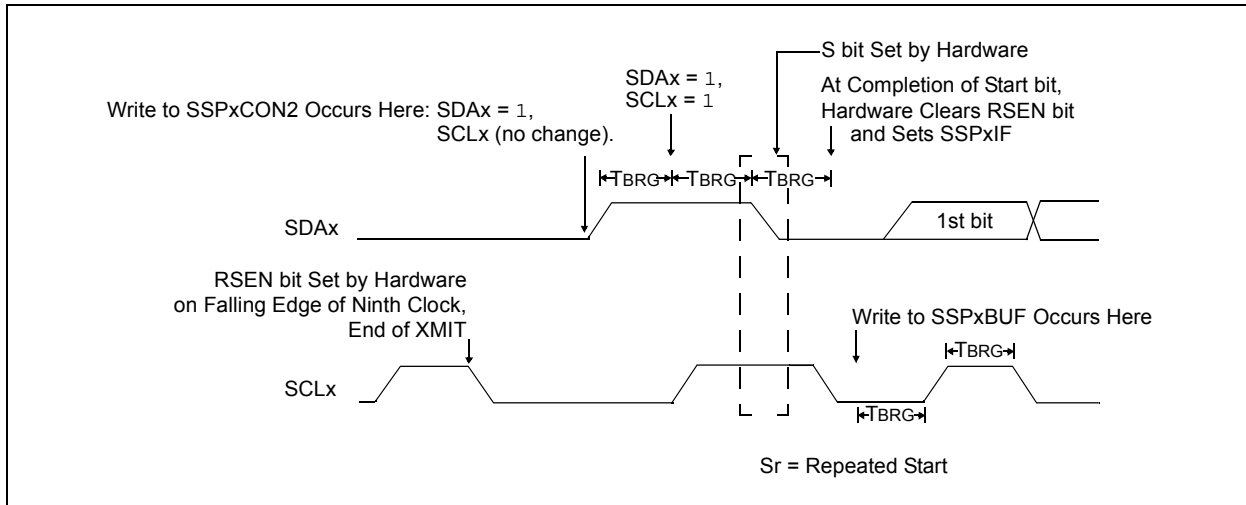 S bit Set by Hardware
SDAx = 1,
SCLx = 1
At Completion of Start bit,
Hardware Clears RSEN bit
and Sets SSPxIF
Write to SSPxCON2 Occurs Here: SDAx = 1,
SCLx (no change).
TBRG
TBRG
TBRG
SDAx
1st bit
RSEN bit Set by Hardware
on Falling Edge of Ninth Clock,
End of XMIT
Write to SSPxBUF Occurs Here
TBRG
SCLx
TBRG
Sr = Repeated Start